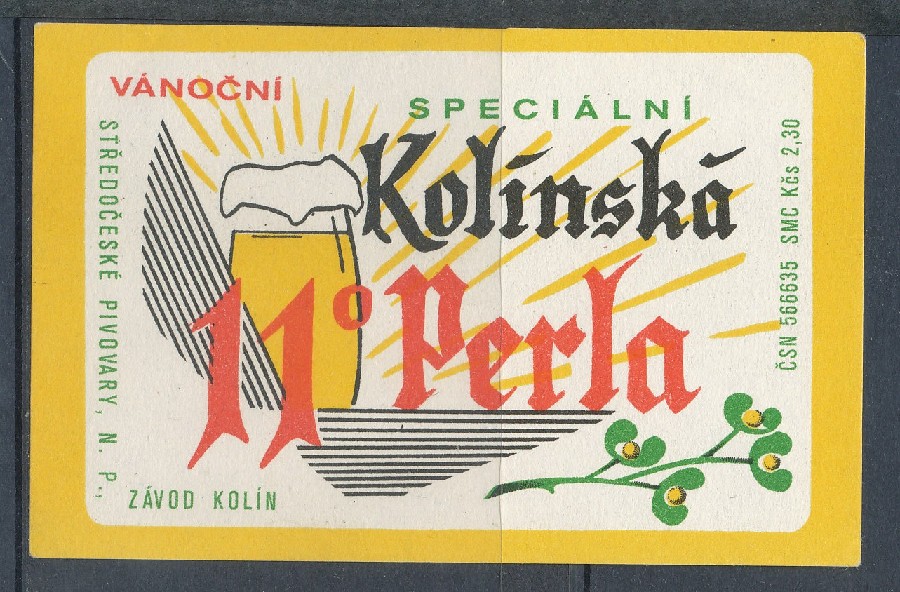 VÁNOČNÍ
SPECIÁLNÍ
Kolínská
11° Perla
STŘEDOČESKÉ PIVOVARY, N. P.,
ZÁVOD KOLÍN
ČSN 566635 SMC Kčs 2,30